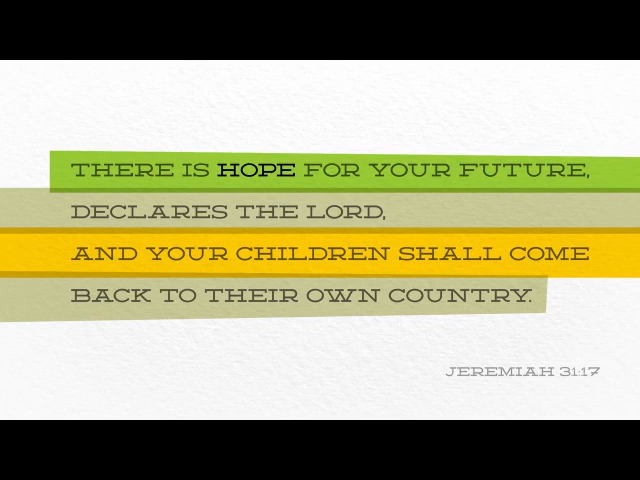 THERE IS HOPE FOR YOUR FUTURE,
DECLARES THE LORD,
AND YOUR CHILDREN SHALL COME
BACK TO THEIR OWN COUNTRY.
JEREMIAH 31:17